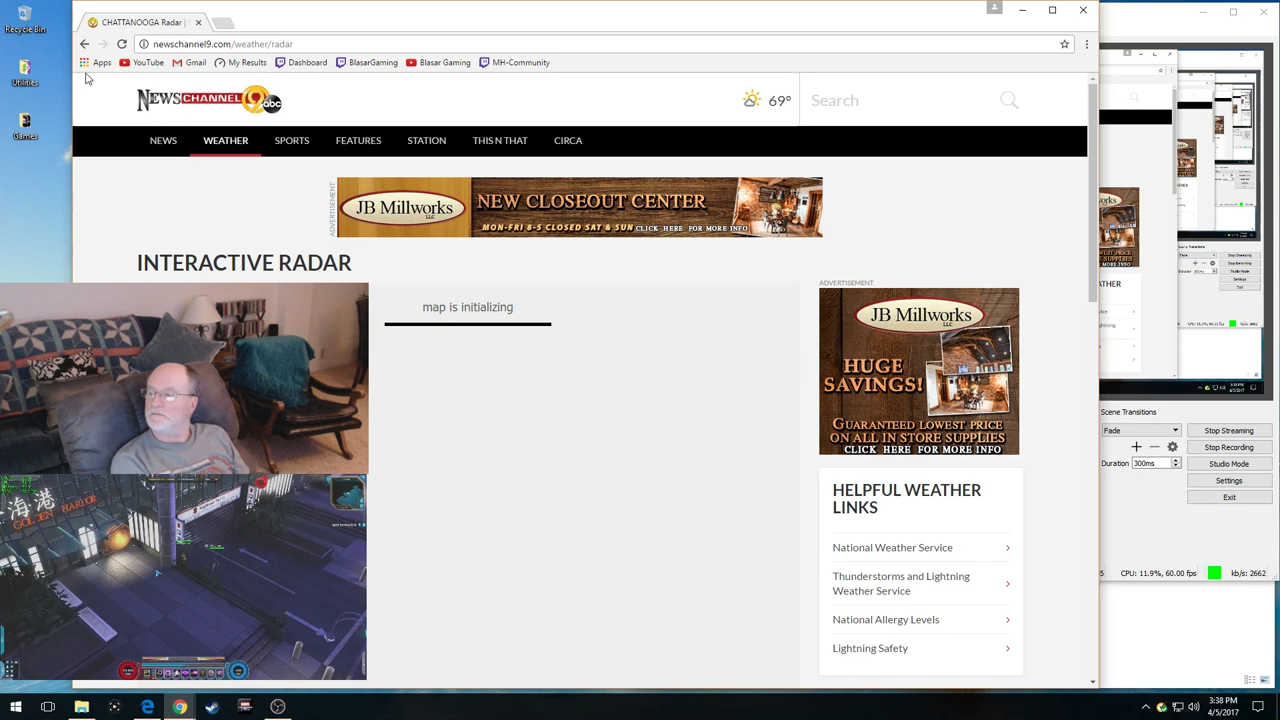 CHATTANOOGA Radar |
newschannel9.com/weather/radar
Apps
YouTube
Gmail
My Results
Dashboard
BlasarGaming
Blasar Gaming
MH-Community
Recycle Bin
Utilities
Games
NEWSCHANNEL 9 abc
69°
Search
NEWS
WEATHER
SPORTS
FEATURES
STATION
THIS N THAT
CIRCA
ADVERTISEMENT
JB Millworks LLC
NEW CLOSEOUT CENTER
MON-FRI 8-5 CLOSED SAT & SUN
CLICK HERE FOR MORE INFO
INTERACTIVE RADAR
map is initializing
ADVERTISEMENT
JB Millworks
LLC
HUGE
SAVINGS!
GUARANTEED LOWEST PRICE
ON ALL IN STORE SUPPLIES
CLICK HERE FOR MORE INFO
HELPFUL WEATHER
LINKS
National Weather Service
Thunderstorms and Lightning
Weather Service
National Allergy Levels
Lightning Safety
海港
GOLDEN HARBOR
Scene Transitions
Fade
Duration
300ms
Stop Streaming
Stop Recording
Studio Mode
Settings
Exit
CPU: 11.9%, 60.00 fps
kb/s: 2662
3:38 PM
4/5/2017